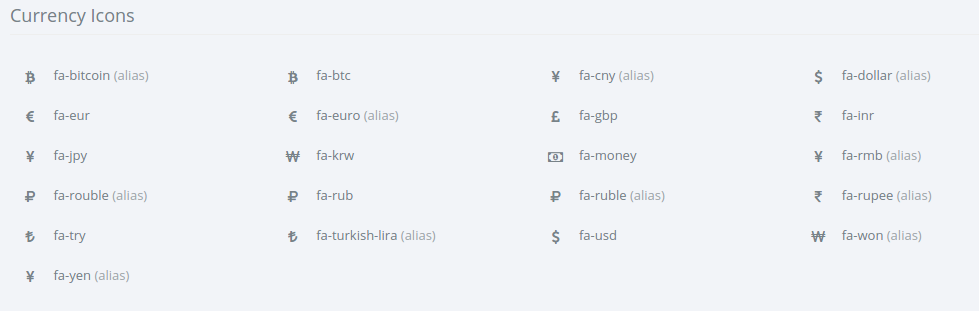 Currency Icons
₿ fa-bitcoin (alias) ₿ fa-btc ¥ fa-cny (alias) $ fa-dollar (alias)
€ fa-eur € fa-euro (alias) £ fa-gbp ₹ fa-inr
¥ fa-jpy ₩ fa-krw fa-money ¥ fa-rmb (alias)
₽ fa-rouble (alias) ₽ fa-rub ₽ fa-ruble (alias) ₹ fa-rupee (alias)
₺ fa-try ₺ fa-turkish-lira (alias) $ fa-usd ₩ fa-won (alias)
¥ fa-yen (alias)